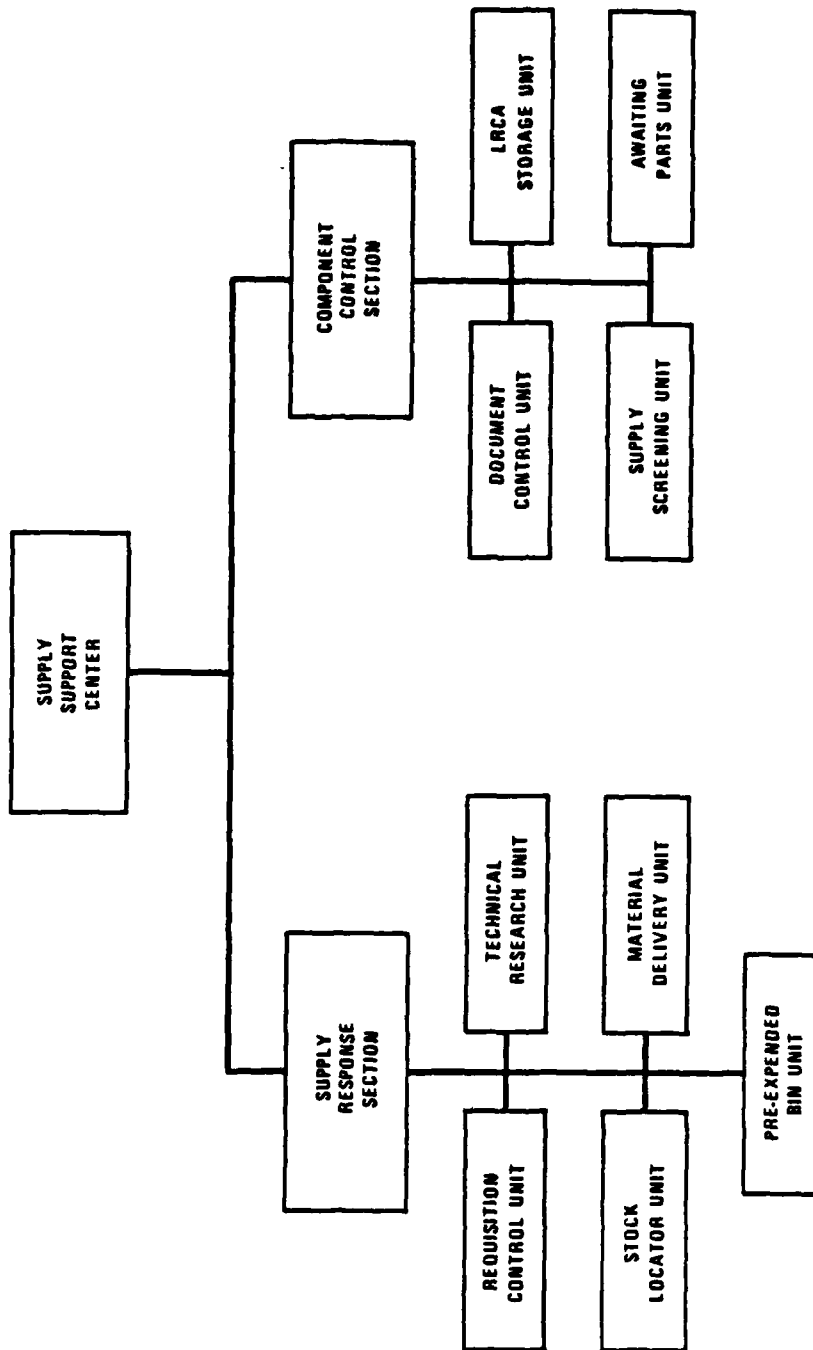 SUPPLY
SUPPORT
CENTER
SUPPLY
RESPONSE
SECTION
COMPONENT
CONTROL
SECTION
REQUISITION
CONTROL UNIT
TECHNICAL
RESEARCH UNIT
DOCUMENT
CONTROL UNIT
LRCA
STORAGE UNIT
STOCK
LOCATOR UNIT
MATERIAL
DELIVERY UNIT
SUPPLY
SCREENING UNIT
AWAITING
PARTS UNIT
PRE-EXPENDED
BIN UNIT